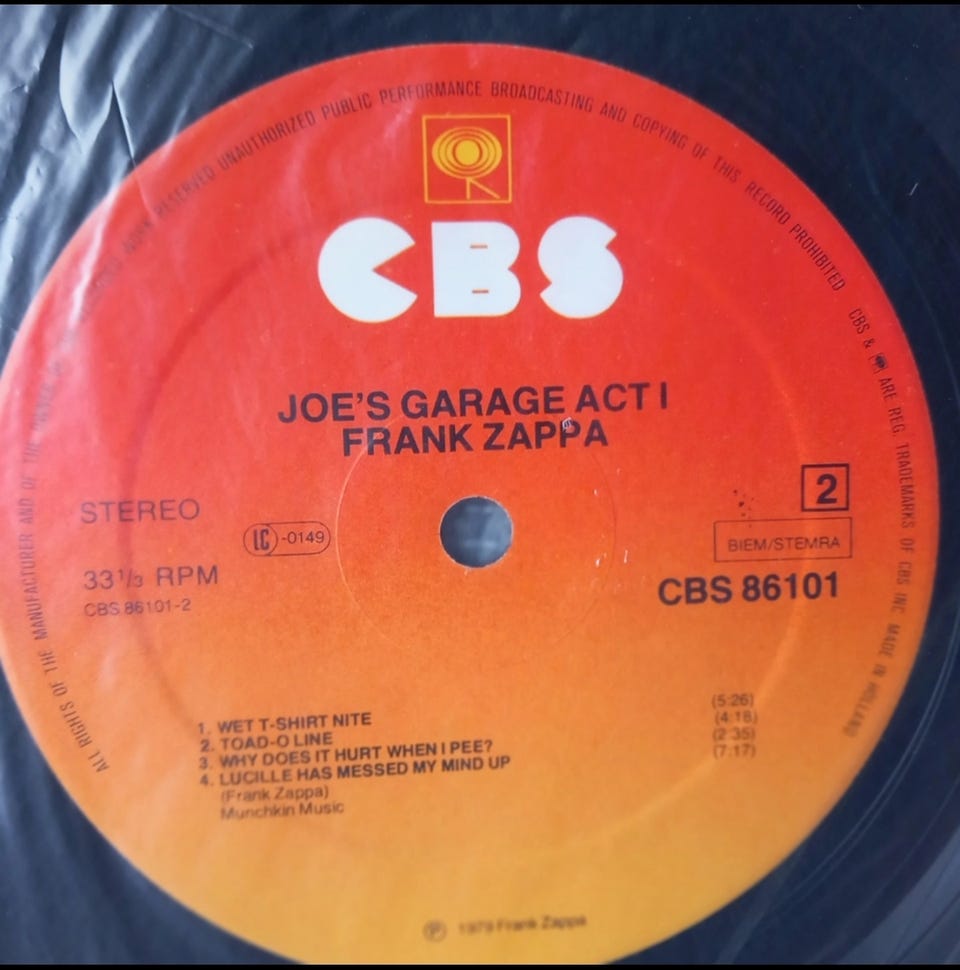 ALL RIGHTS OF THE MANUFACTURER AND OF THE OWNER OF THE RECORDED WORK RESERVED UNAUTHORIZED PUBLIC PERFORMANCE BROADCASTING AND COPYING OF THIS RECORD PROHIBITED CBS & ARE REG. TRADEMARKS OF CBS INC. MADE IN HOLLAND
CBS
JOE'S GARAGE ACT I
FRANK ZAPPA
STEREO
LC -0149
2
BIEM/STEMRA
33 1/3 RPM
CBS 86101
CBS 86101-2
1. WET T-SHIRT NITE (5:26)
2. TOAD-O LINE (4:18)
3. WHY DOES IT HURT WHEN I PEE? (2:35)
4. LUCILLE HAS MESSED MY MIND UP (7:17)
(Frank Zappa)
Munchkin Music
℗ 1979 Frank Zappa